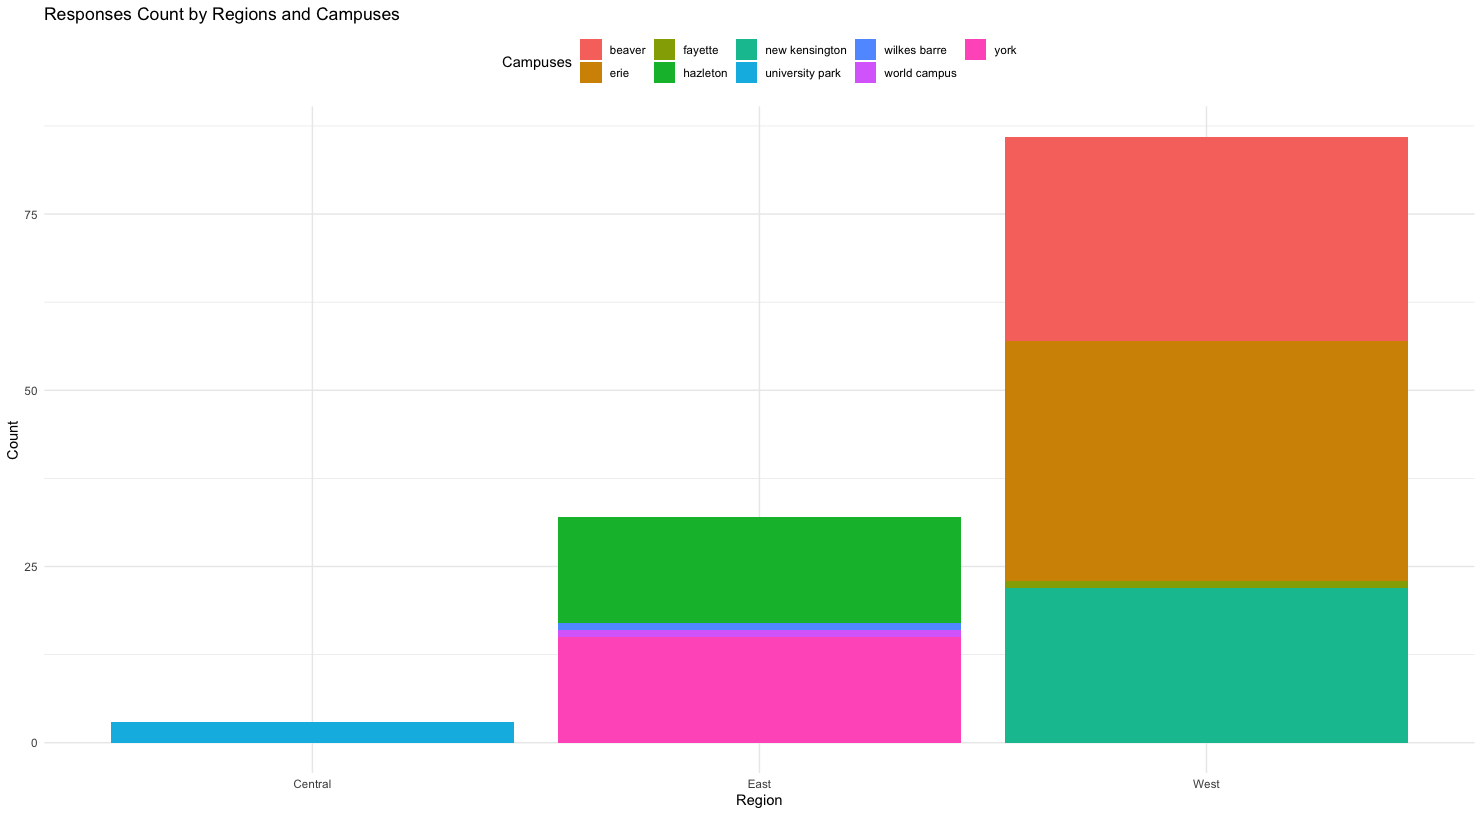 Responses Count by Regions and Campuses
Campuses
beaver fayette new kensington wilkes barre york
erie hazleton university park world campus
75
50
25
0
Count
Central East West
Region